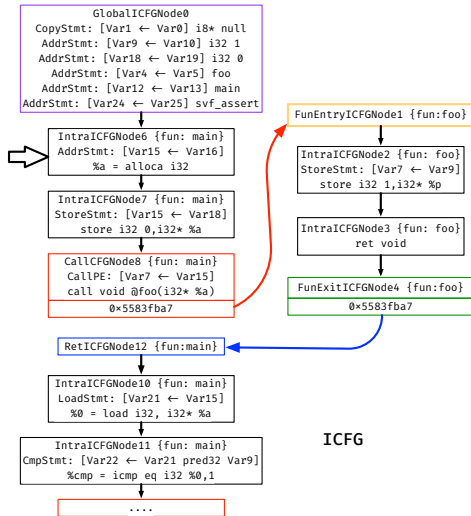 GlobalICFGNode0
CopyStmt: [Var1 ← Var0] i8* null
AddrStmt: [Var9 ← Var10] i32 1
AddrStmt: [Var18 ← Var19] i32 0
AddrStmt: [Var4 ← Var5] foo
AddrStmt: [Var12 ← Var13] main
AddrStmt: [Var24 ← Var25] svf_assert
IntraICFGNode6 {fun: main}
AddrStmt: [Var15 ← Var16]
%a = alloca i32
IntraICFGNode7 {fun: main}
StoreStmt: [Var15 ← Var18]
store i32 0,i32* %a
CallCFGNode8 {fun: main}
CallPE: [Var7 ← Var15]
call void @foo(i32* %a)
0×5583fba7
FunEntryICFGNode1 {fun:foo}
IntraICFGNode2 {fun: foo}
StoreStmt: [Var7 ← Var9]
store i32 1,i32* %p
IntraICFGNode3 {fun: foo}
ret void
FunExitICFGNode4 {fun:foo}
0×5583fba7
RetICFGNode12 {fun:main}
IntraICFGNode10 {fun: main}
LoadStmt: [Var21 ← Var15]
%0 = load i32, i32* %a
IntraICFGNode11 {fun: main}
CmpStmt: [Var22 ← Var21 pred32 Var9]
%cmp = icmp eq i32 %0,1
....
ICFG